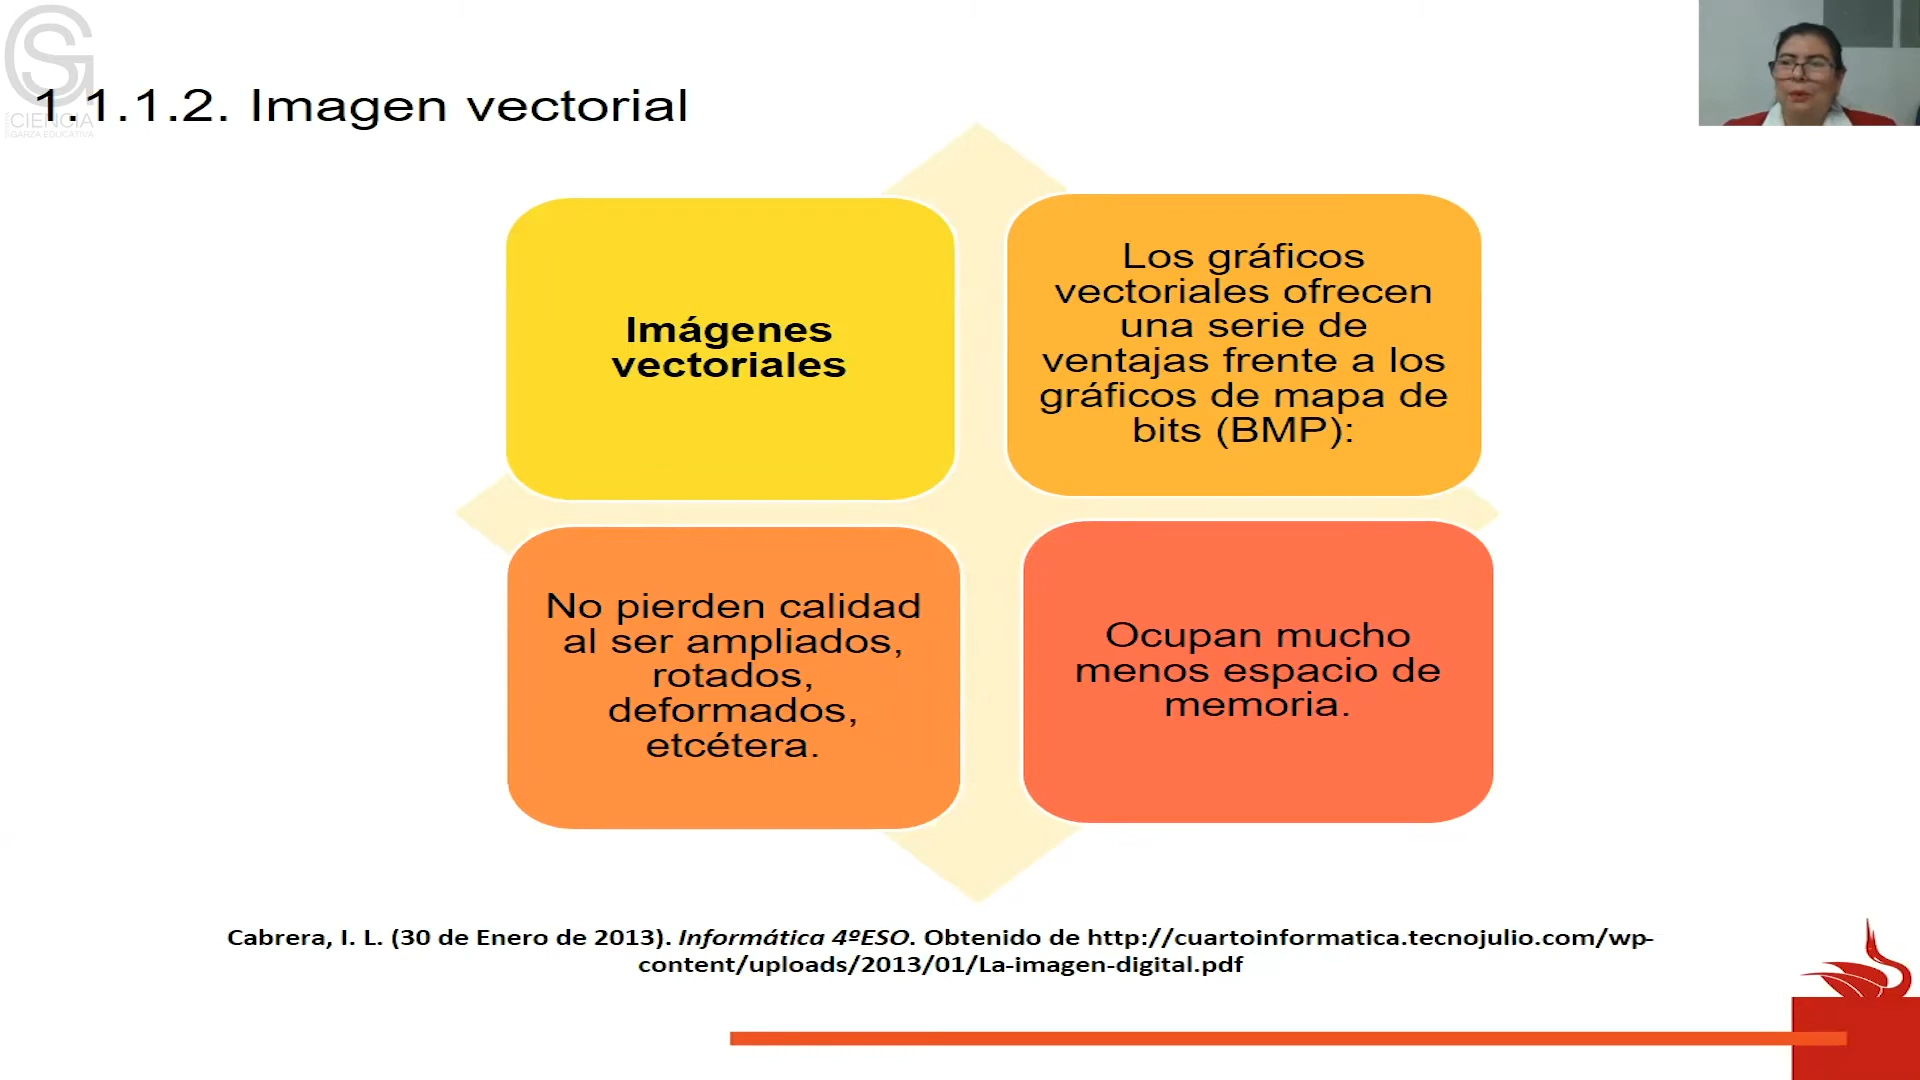 CIENCIA
GARZA EDUCATIVA
1.1.1.2. Imagen vectorial
Imágenes
vectoriales
Los gráficos
vectoriales ofrecen
una serie de
ventajas frente a los
gráficos de mapa de
bits (BMP):
No pierden calidad
al ser ampliados,
rotados,
deformados,
etcétera.
Ocupan mucho
menos espacio de
memoria.
Cabrera, I. L. (30 de Enero de 2013). Informática 4ºESO. Obtenido de http://cuartoinformatica.tecnojulio.com/wp-
content/uploads/2013/01/La-imagen-digital.pdf